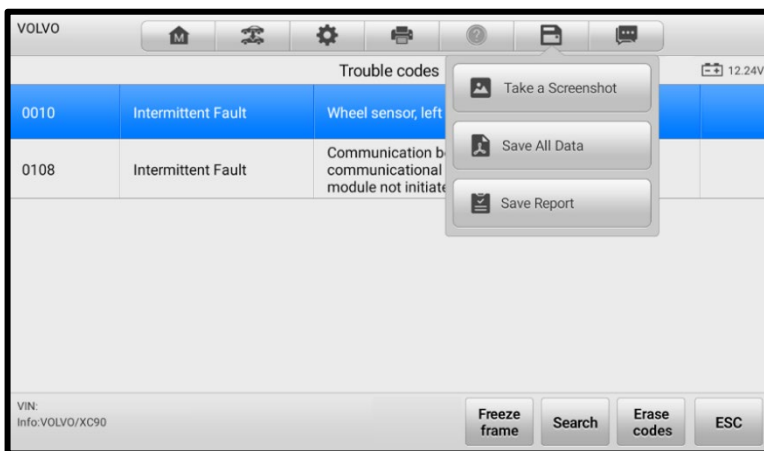 VOLVO
M
Trouble codes
12.24V
Take a Screenshot
Save All Data
Save Report
0010 Intermittent Fault Wheel sensor, left
0108 Intermittent Fault Communication b
communicational
module not initiate
VIN:
Info:VOLVO/XC90
Freeze
frame
Search
Erase
codes
ESC